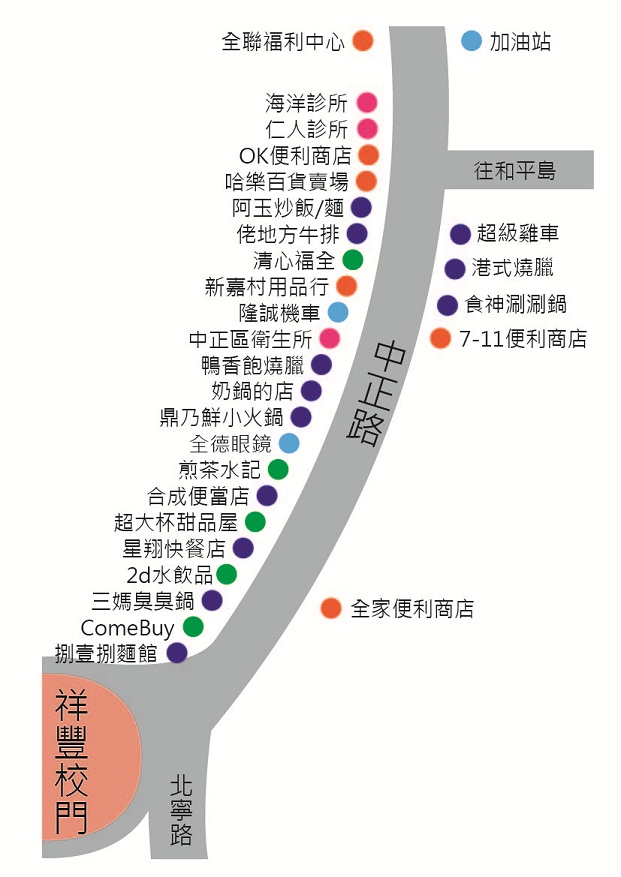 全聯福利中心
加油站
海洋診所
仁人診所
OK便利商店
哈樂百貨賣場
往和平島
阿玉炒飯/麵
佬地方牛排
超級雞車
清心福全
港式燒臘
新嘉村用品行
食神涮涮鍋
隆誠機車
中正區衛生所
7-11便利商店
鴨香飽燒臘
奶鍋的店
中正路
鼎乃鮮小火鍋
全德眼鏡
煎茶水記
合成便當店
超大杯甜品屋
星翔快餐店
2d水飲品
三媽臭臭鍋
全家便利商店
ComeBuy
捌壹捌麵館
祥豐校門
北寧路